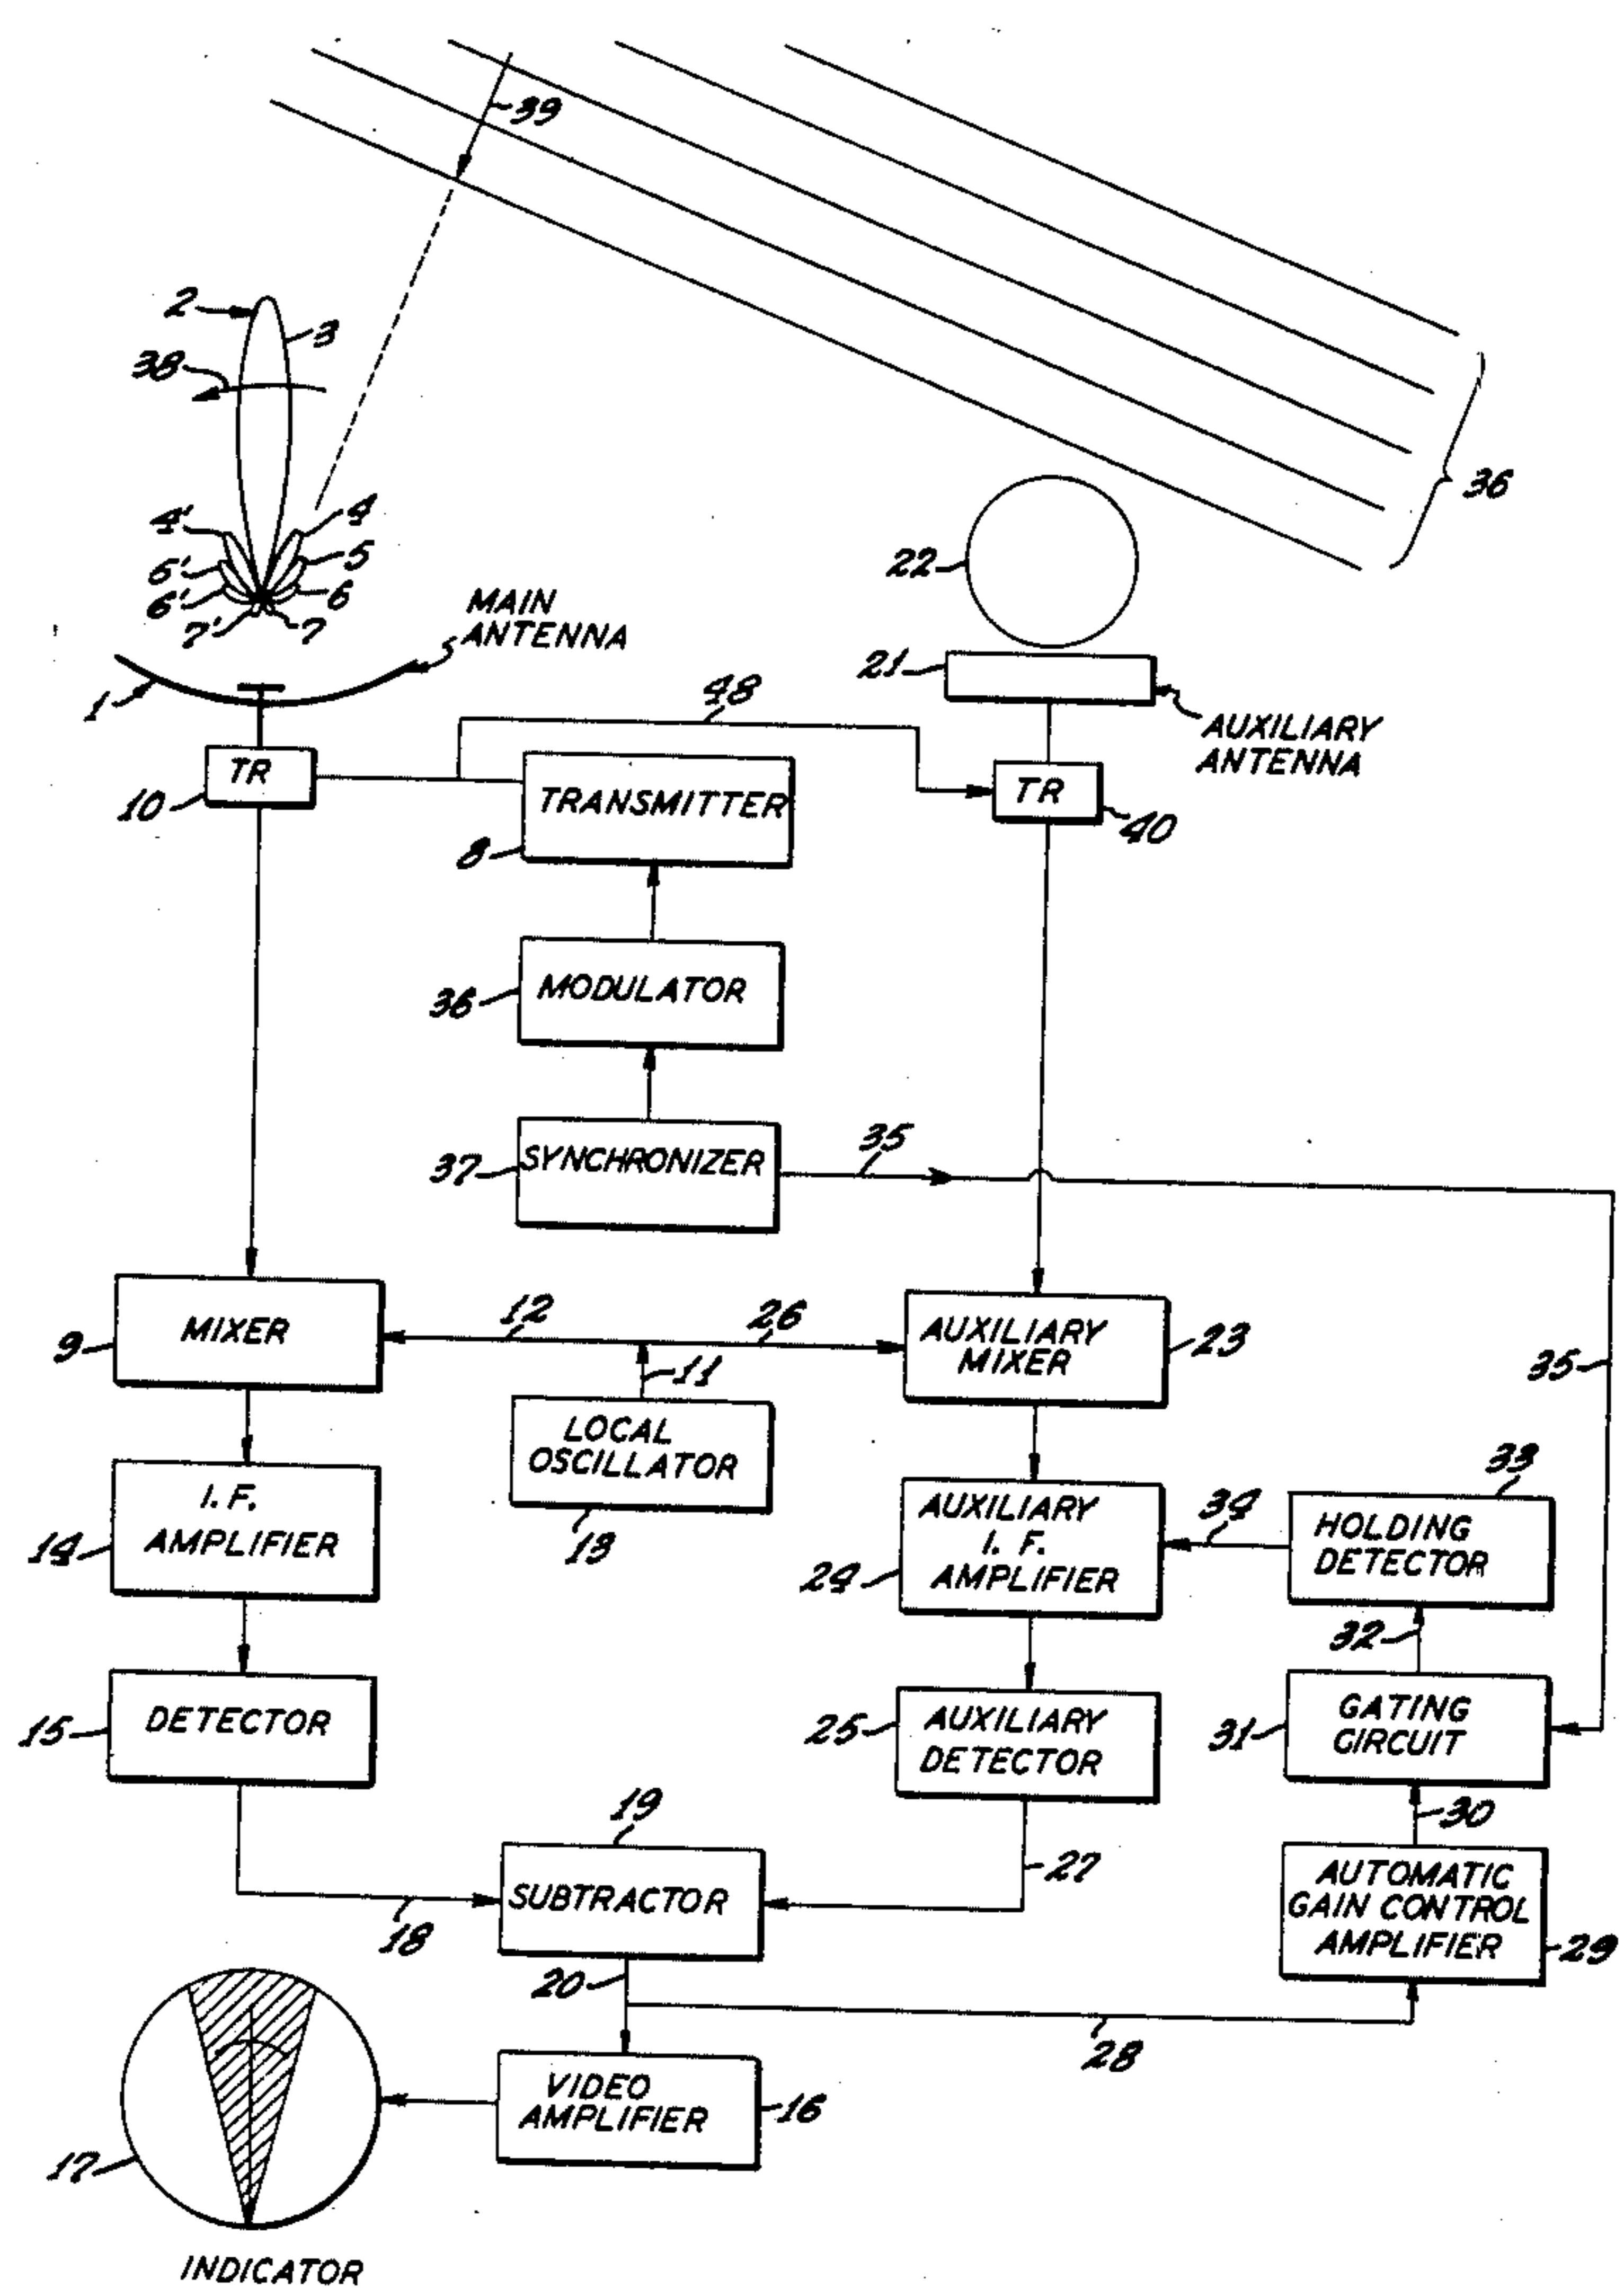 39
2
3
38
36
4'
4
5'
5
6'
6
7'
7
22
MAIN
ANTENNA
21
1
48
AUXILIARY
ANTENNA
TR
10
TRANSMITTER
8
TR
40
36
MODULATOR
37
SYNCHRONIZER
35
12
26
9
MIXER
AUXILIARY
MIXER
23
35
11
LOCAL
OSCILLATOR
13
33
I.F.
AMPLIFIER
14
AUXILIARY
I.F.
AMPLIFIER
24
34
HOLDING
DETECTOR
32
15
DETECTOR
25
AUXILIARY
DETECTOR
31
GATING
CIRCUIT
19
30
27
SUBTRACTOR
AUTOMATIC
GAIN CONTROL
AMPLIFIER
29
18
20
28
VIDEO
AMPLIFIER
16
17
INDICATOR